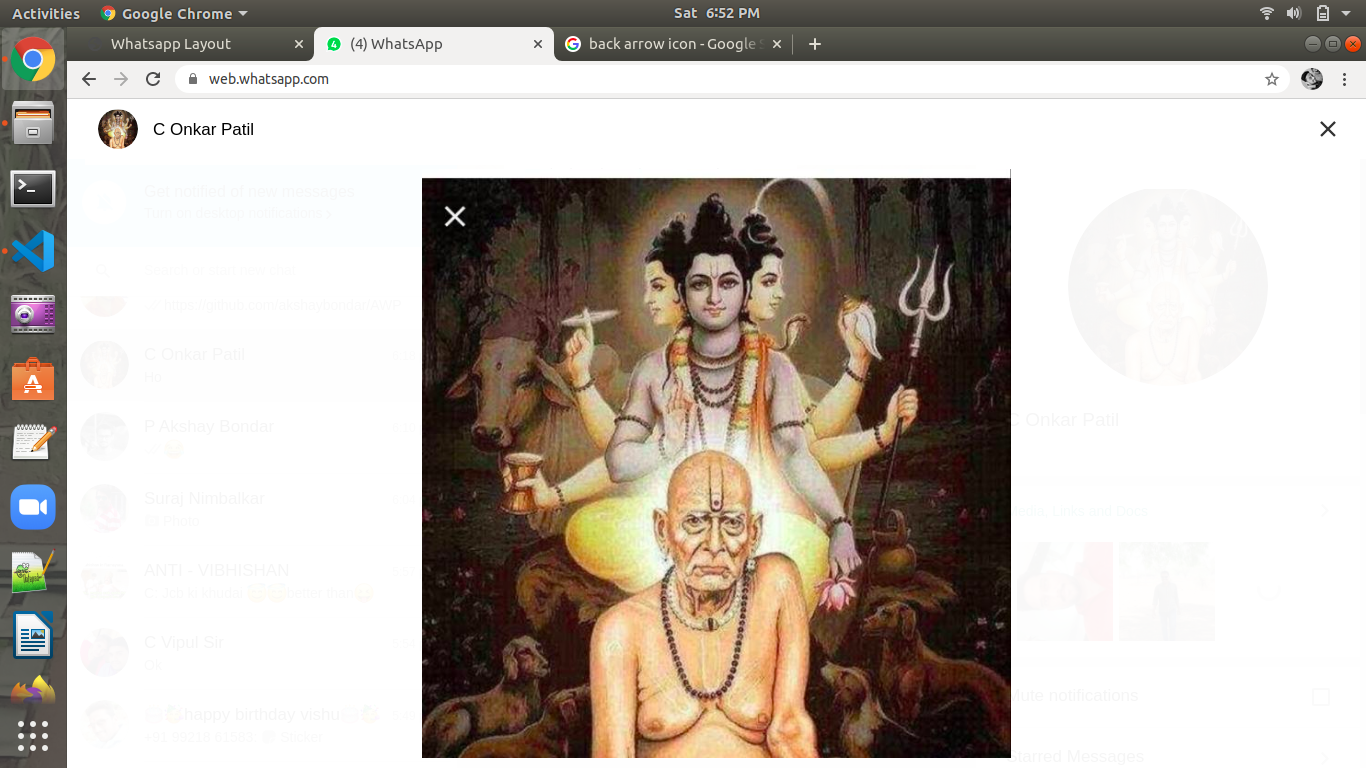 Activities Google Chrome Sat 6:52 PM
Whatsapp Layout (4) WhatsApp back arrow icon - Google
web.whatsapp.com
C Onkar Patil
Get notified of new messages
Turn on desktop notifications
Search or start new chat
C Onkar Patil
Ho
P Akshay Bondar
Suraj Nimbalkar
Photo
ANTI - VIBHISHAN
C Vipul Sir
Ok
happy birthday vishu
Sticker
C Onkar Patil
Links and Docs
Mute notifications
Starred Messages